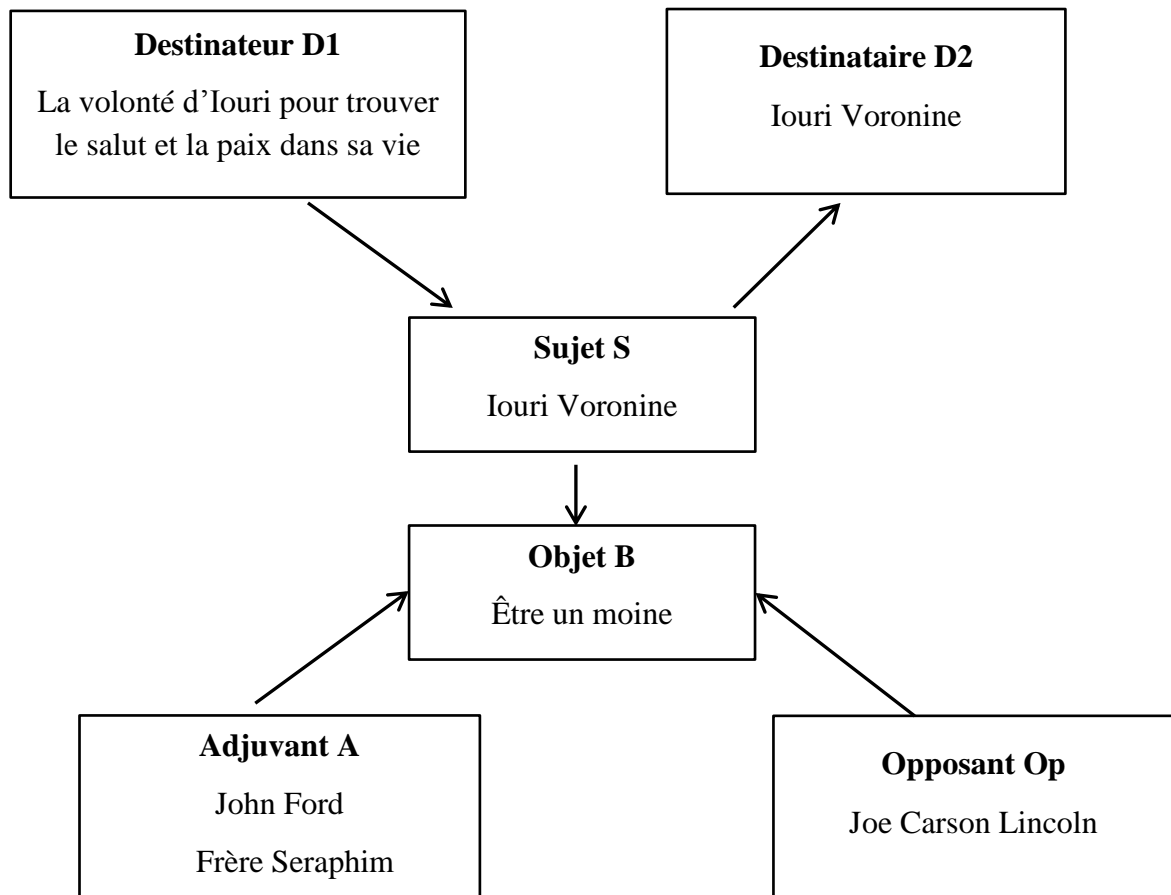 Destinateur D1
La volonté d’Iouri pour trouver
le salut et la paix dans sa vie
Destinataire D2
Iouri Voronine
Sujet S
Iouri Voronine
Objet B
Être un moine
Adjuvant A
John Ford
Frère Seraphim
Opposant Op
Joe Carson Lincoln